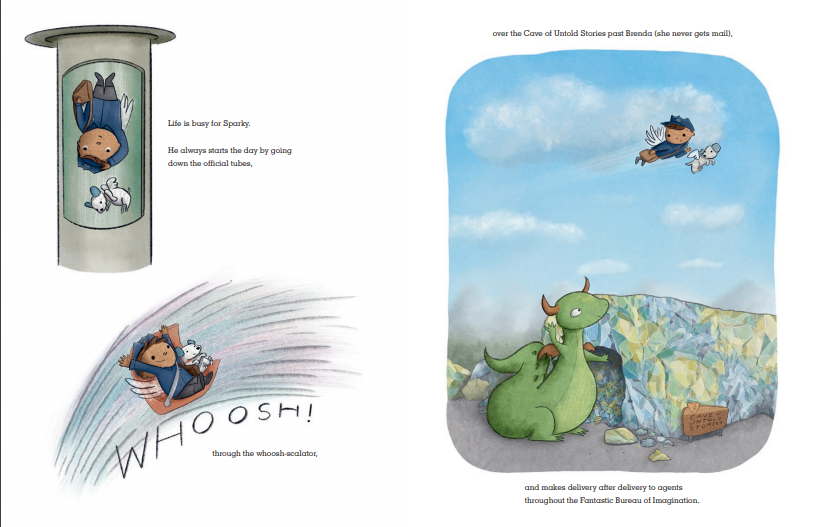 Life is busy for Sparky.
He always starts the day by going
down the official tubes,
WHOOSH!
through the whoosh-scalator,
over the Cave of Untold Stories past Brenda (she never gets mail),
CAVE OF
UNTOLD
STORIES
and makes delivery after delivery to agents
throughout the Fantastic Bureau of Imagination.